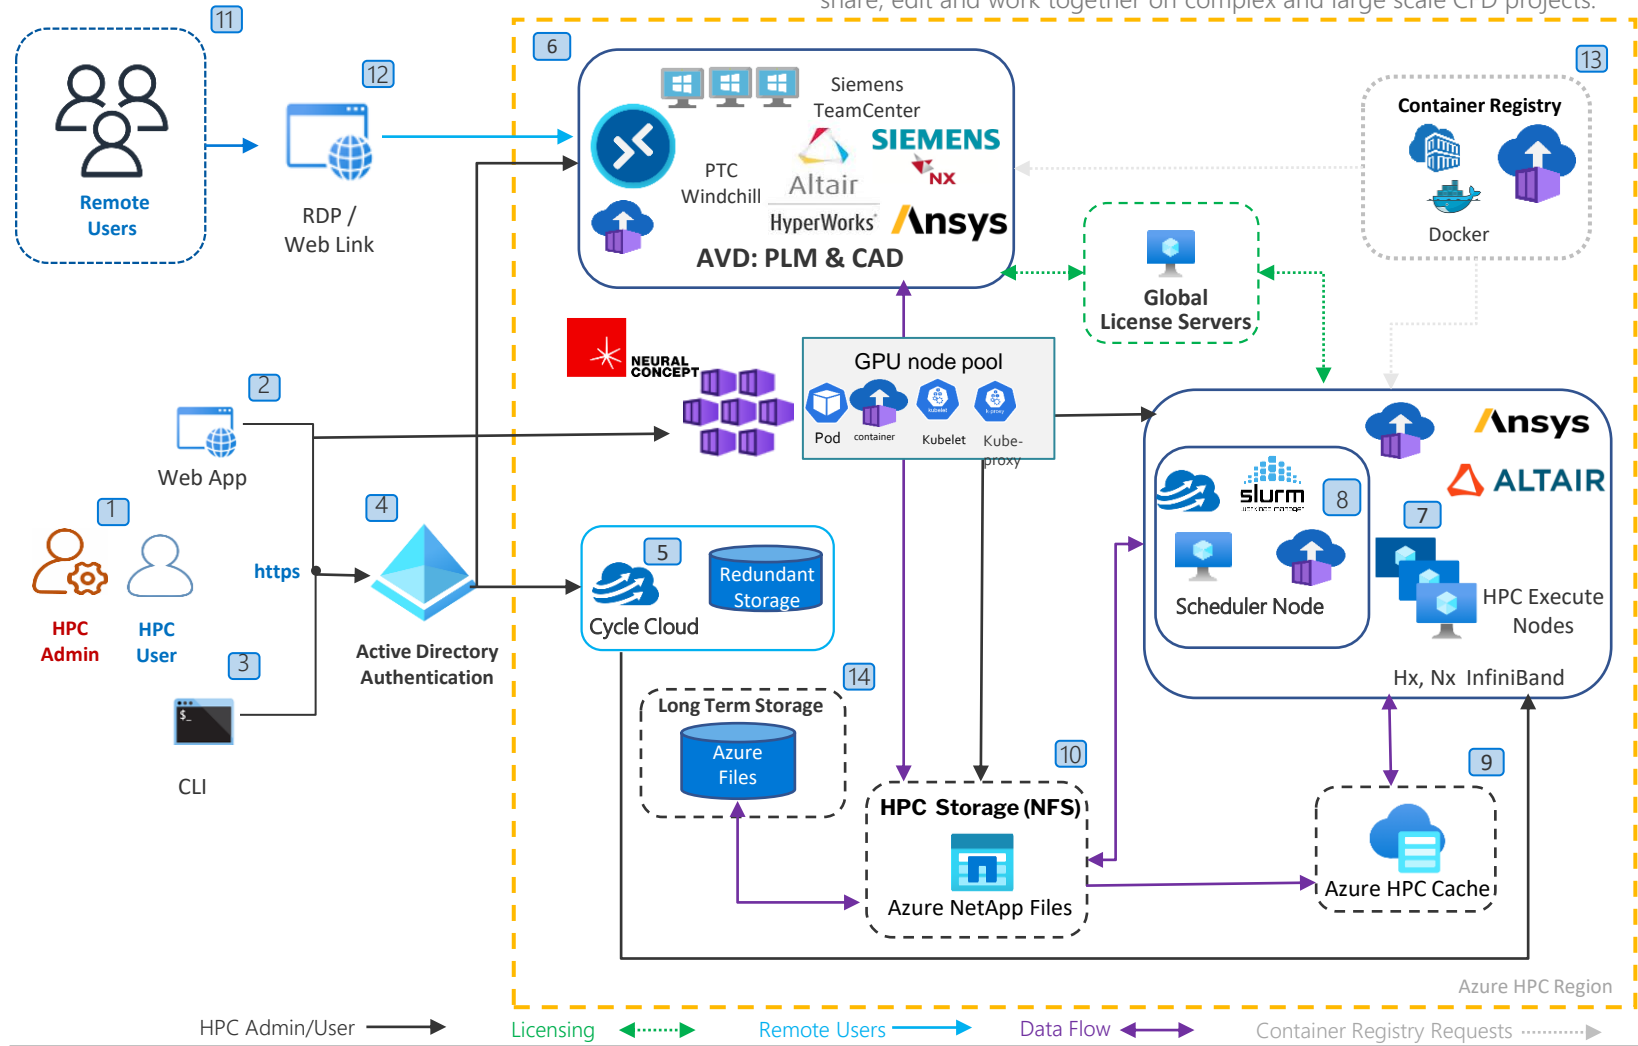 share, edit and work together on complex and large scale CFD projects.
11
6
12
13
Siemens
TeamCenter
Container Registry
SIEMENS
NX
PTC
Windchill
Altair
HyperWorks
Ansys
Remote
Users
RDP /
Web Link
Docker
AVD: PLM & CAD
Global
License Servers
NEURAL
CONCEPT
GPU node pool
kubelet
k-proxy
Pod
container
Kubelet
Kube-
proxy
2
Web App
Ansys
ALTAIR
slurm
workload manager
8
7
1
4
5
https
Redundant
Storage
Cycle Cloud
Scheduler Node
HPC Execute
Nodes
HPC
Admin
HPC
User
Active Directory
Authentication
3
14
Hx, Nx InfiniBand
Long Term Storage
$_
Azure
Files
10
9
CLI
HPC Storage (NFS)
n
Azure NetApp Files
Azure HPC Cache
Azure HPC Region
HPC Admin/User
Licensing
Remote Users
Data Flow
Container Registry Requests